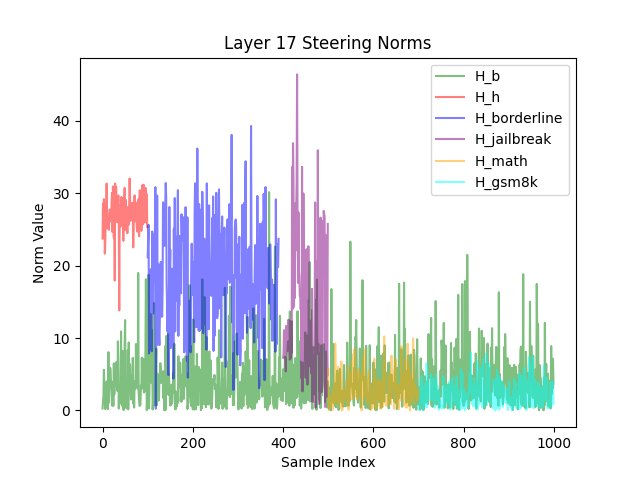 Layer 17 Steering Norms
H_b
H_h
H_borderline
H_jailbreak
H_math
H_gsm8k
Norm Value
40
30
20
10
0
0
200
400
600
800
1000
Sample Index